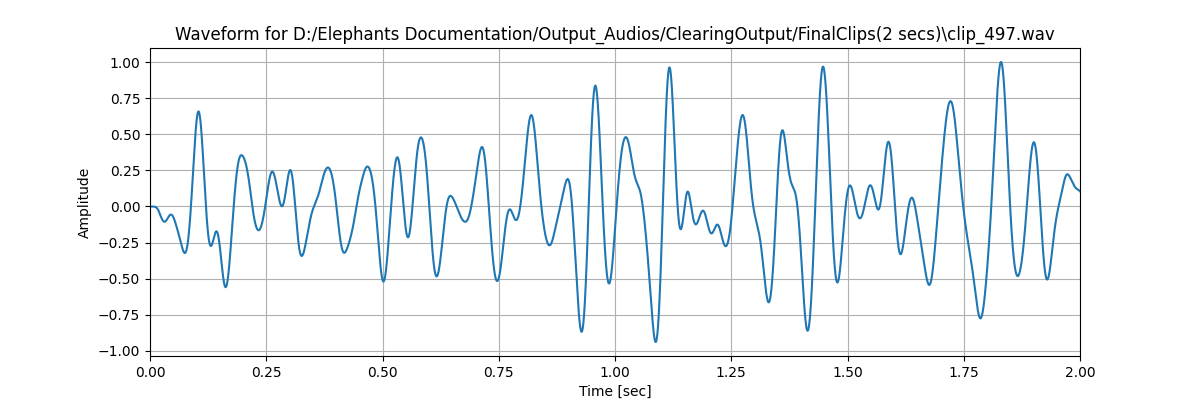 Waveform for D:/Elephants Documentation/Output_Audios/ClearingOutput/FinalClips(2 secs)\clip_497.wav
1.00
0.75
0.50
0.25
0.00
−0.25
−0.50
−0.75
−1.00
Amplitude
0.00 0.25 0.50 0.75 1.00 1.25 1.50 1.75 2.00
Time [sec]